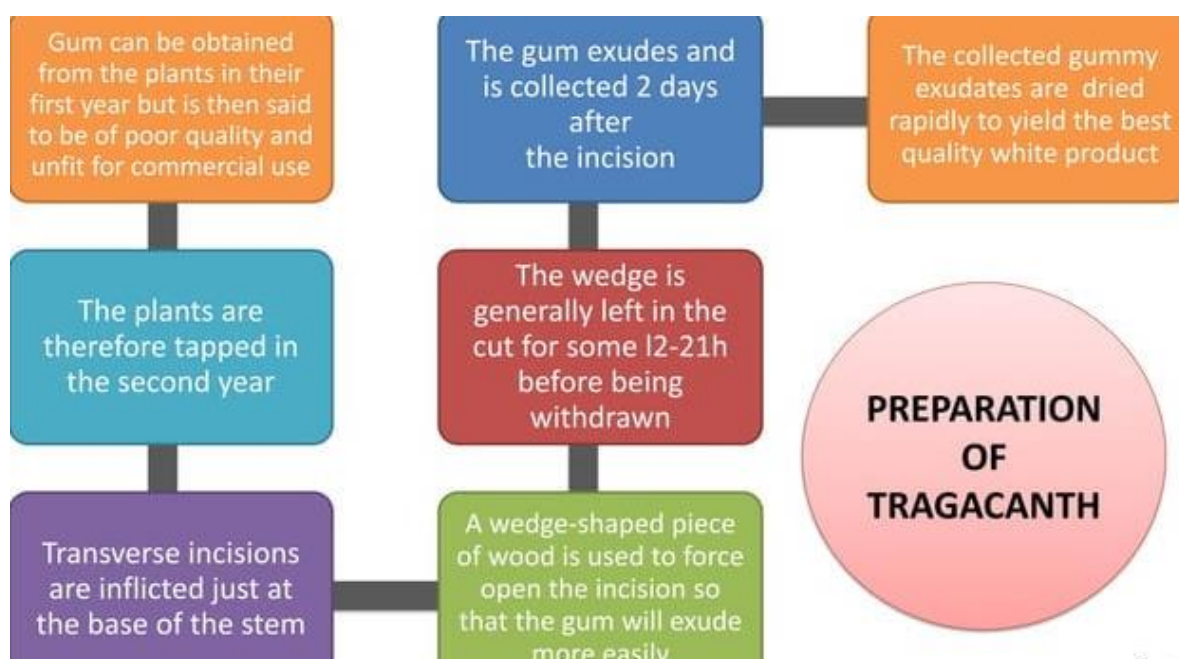 Gum can be obtained
from the plants in their
first year but is then said
to be of poor quality and
unfit for commercial use
The plants are
therefore tapped in
the second year
Transverse incisions
are inflicted just at
the base of the stem
A wedge-shaped piece
of wood is used to force
open the incision so
that the gum will exude
more easily
The wedge is
generally left in the
cut for some l2-21h
before being
withdrawn
The gum exudes and
is collected 2 days
after
the incision
The collected gummy
exudates are dried
rapidly to yield the best
quality white product
PREPARATION
OF
TRAGACANTH